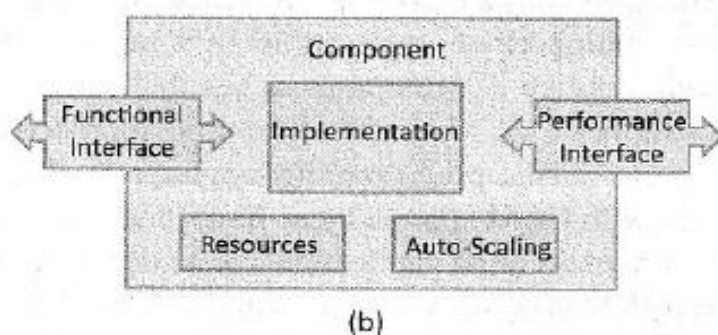 Component
Functional
Interface
Implementation
Performance
Interface
Resources
Auto-Scaling
(b)